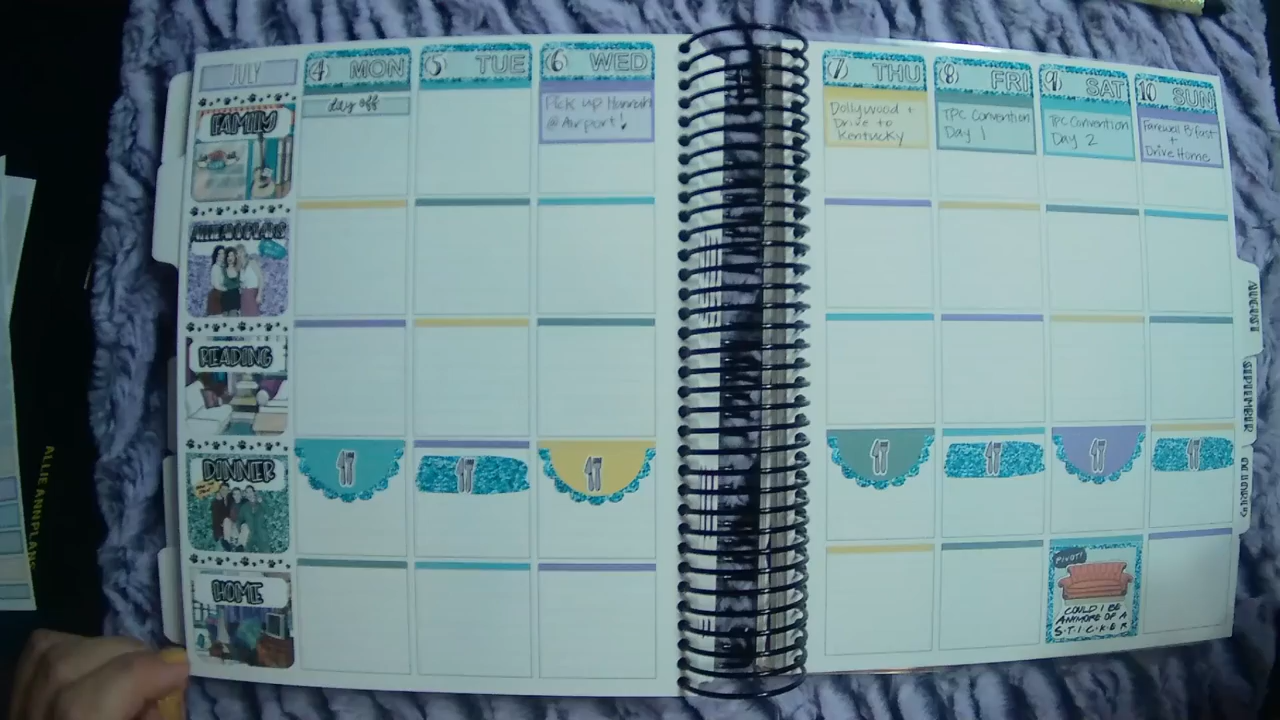 JULY
4 MON
5 TUE
6 WED
7 THU
8 FRI
9 SAT
10 SUN
day off
Pick up Hannah
@ Airport!
Dollywood +
Drive to
Kentucky
TPC Convention
Day 1
TPC Convention
Day 2
Farewell B'fast
+
Drive Home
FAMILY
ALLIEANNPLANS
READING
DINNER
HOME
PIVOT!
COULD I BE
ANYMORE OF A
S·T·I·C·K·E·R
AUGUST
SEPTEMBER
OCTOBER
ALLIE ANNPLANS